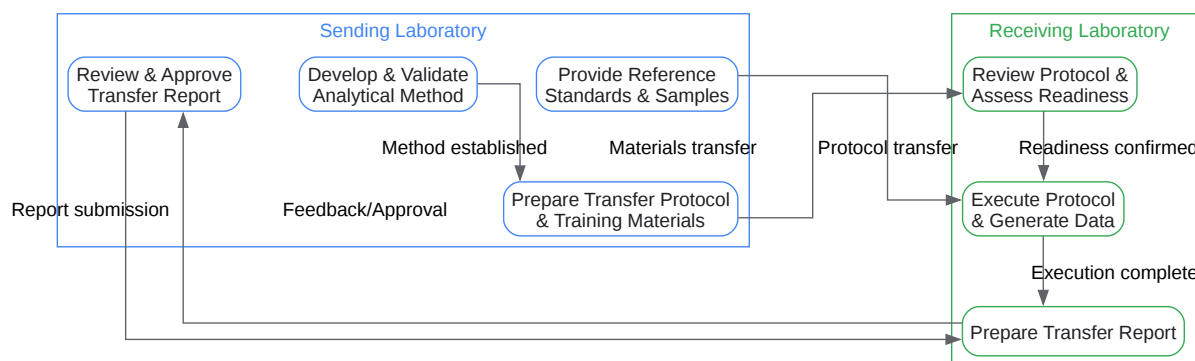 Sending Laboratory
Receiving Laboratory
Review & Approve
Transfer Report
Develop & Validate
Analytical Method
Provide Reference
Standards & Samples
Review Protocol &
Assess Readiness
Method established
Materials transfer
Protocol transfer
Readiness confirmed
Report submission
Feedback/Approval
Prepare Transfer Protocol
& Training Materials
Execute Protocol
& Generate Data
Execution complete
Prepare Transfer Report